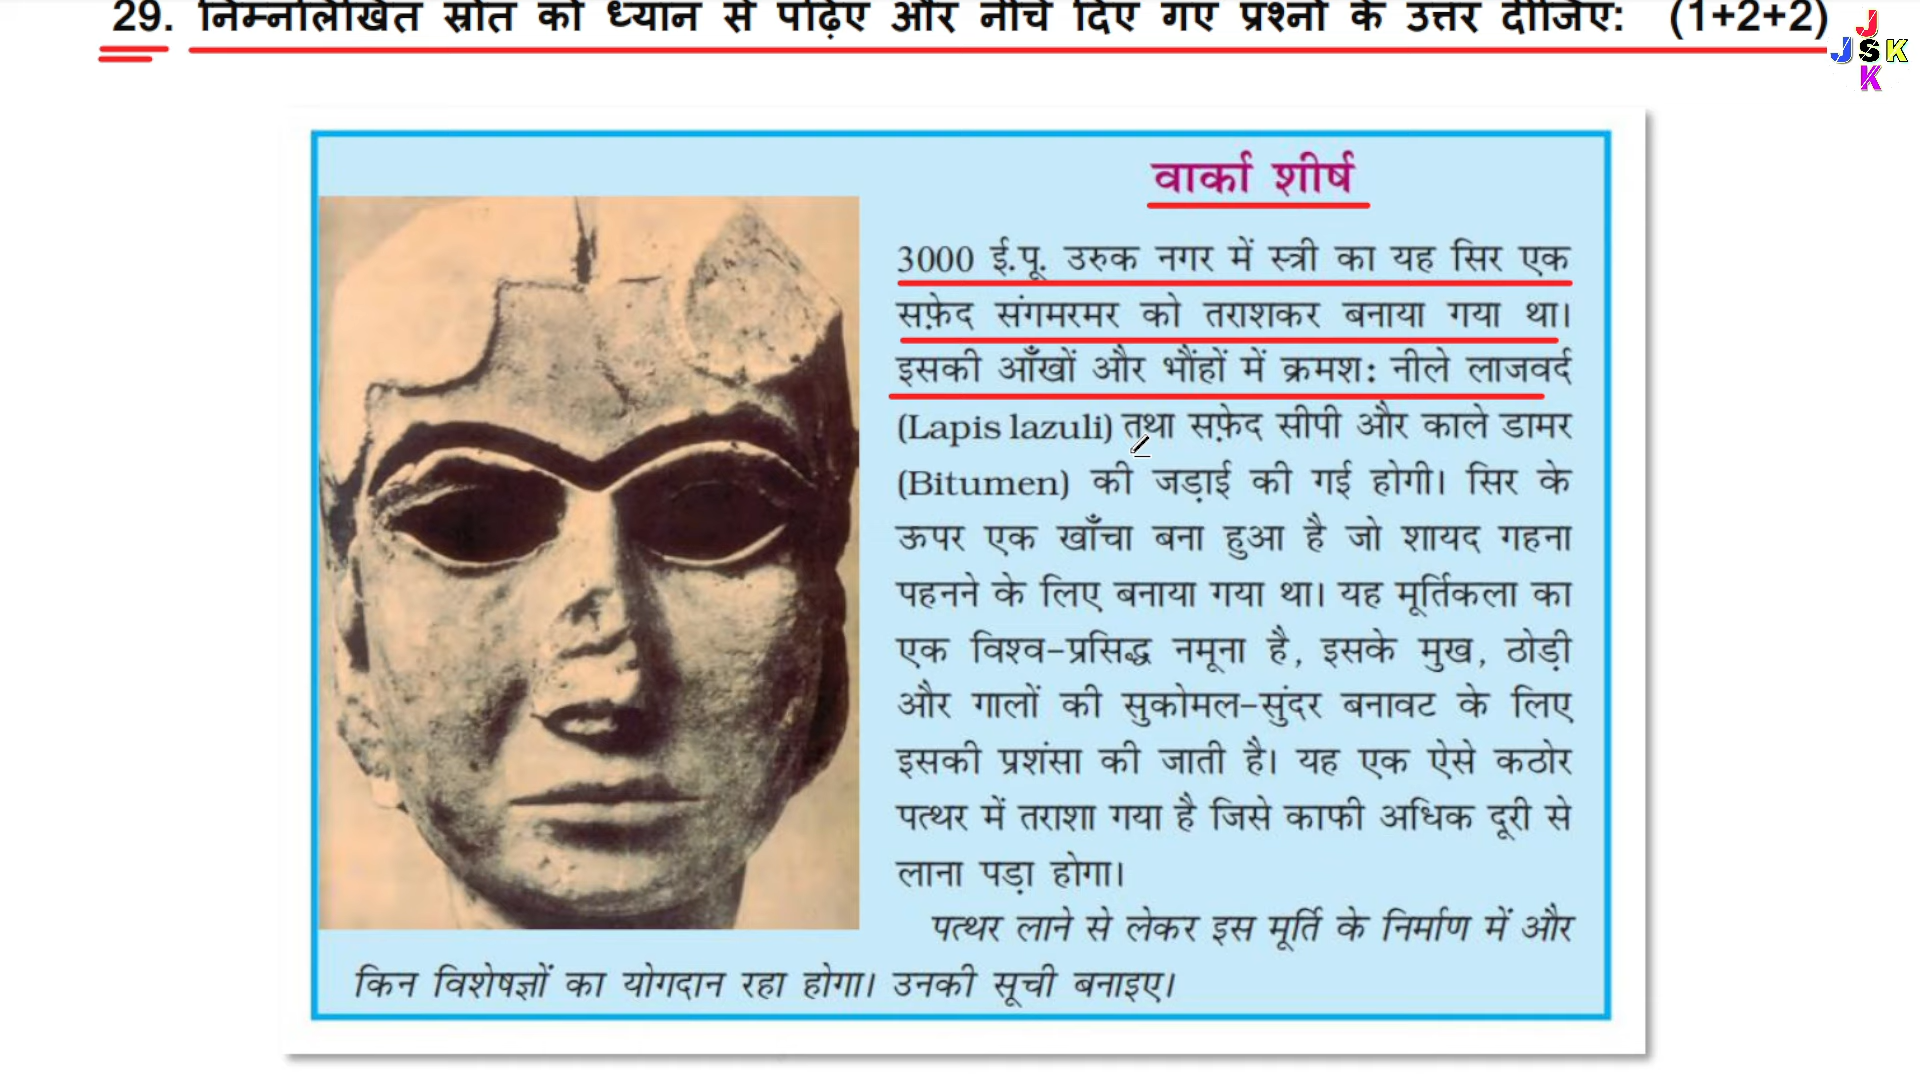 29. निम्नलिखित स्रोत को ध्यान से पढ़िए और नीचे दिए गए प्रश्नों के उत्तर दीजिए: (1+2+2)
J
J S K
K
वार्का शीर्ष
3000 ई.पू. उरुक नगर में स्त्री का यह सिर एक
सफ़ेद संगमरमर को तराशकर बनाया गया था।
इसकी आँखों और भौंहों में क्रमश: नीले लाजवर्द
(Lapis lazuli) तथा सफ़ेद सीपी और काले डामर
(Bitumen) की जड़ाई की गई होगी। सिर के
ऊपर एक खाँचा बना हुआ है जो शायद गहना
पहनने के लिए बनाया गया था। यह मूर्तिकला का
एक विश्व-प्रसिद्ध नमूना है, इसके मुख, ठोड़ी
और गालों की सुकोमल-सुंदर बनावट के लिए
इसकी प्रशंसा की जाती है। यह एक ऐसे कठोर
पत्थर में तराशा गया है जिसे काफी अधिक दूरी से
लाना पड़ा होगा।
पत्थर लाने से लेकर इस मूर्ति के निर्माण में और
किन विशेषज्ञों का योगदान रहा होगा। उनकी सूची बनाइए।